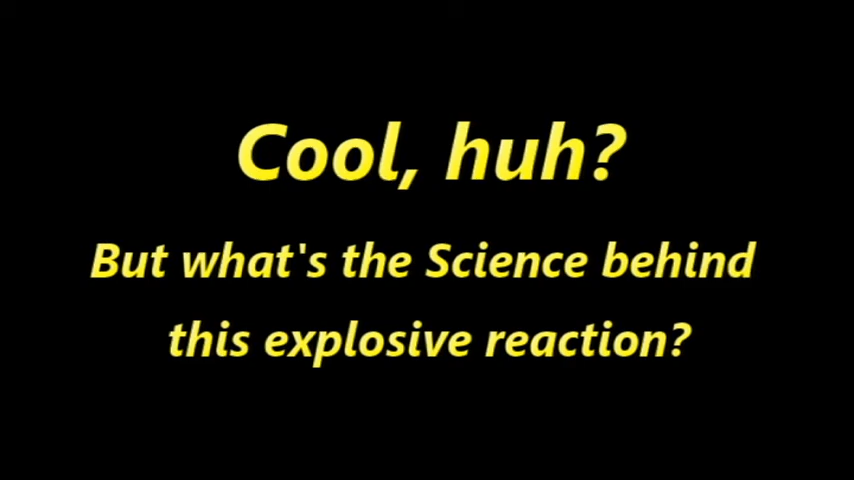 Cool, huh?
But what's the Science behind
this explosive reaction?